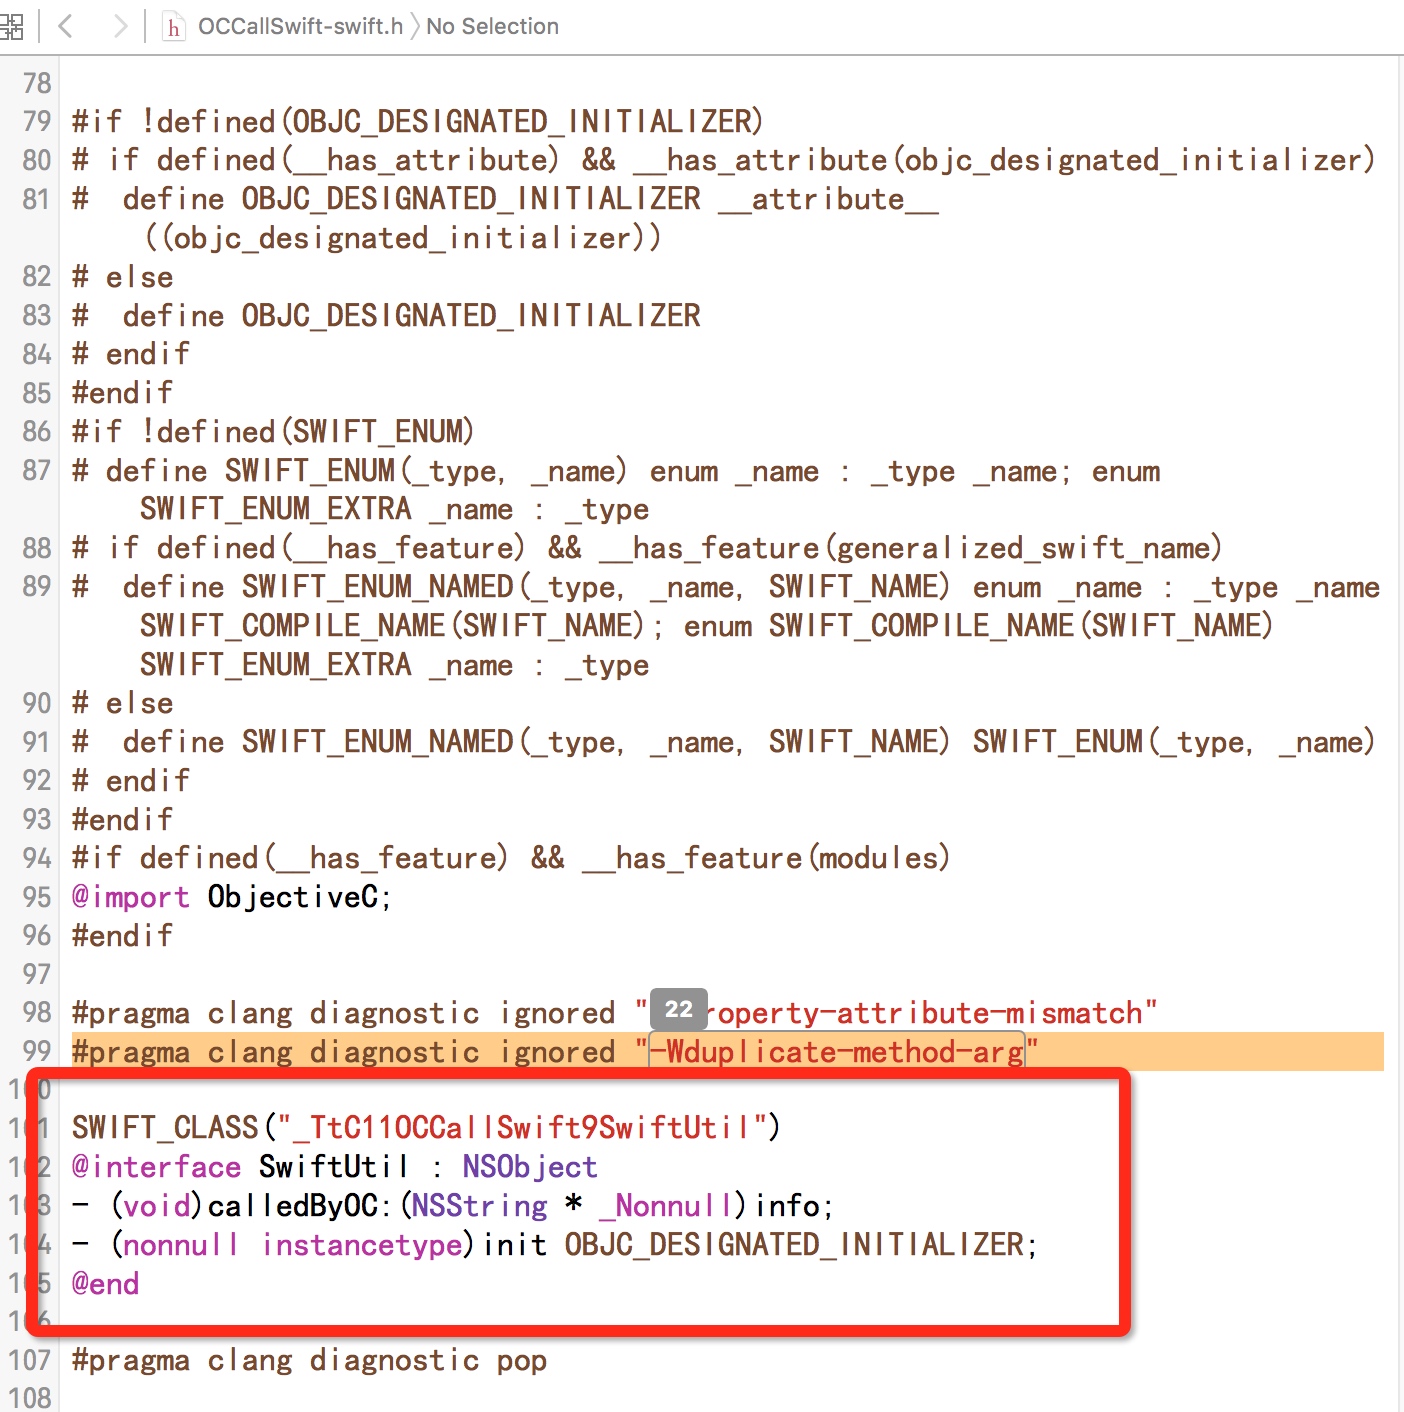 OCCallSwift-swift.h 〉No Selection
78
79 #if !defined(OBJC_DESIGNATED_INITIALIZER)
80 # if defined(__has_attribute) && __has_attribute(objc_designated_initializer)
81 #  define OBJC_DESIGNATED_INITIALIZER __attribute__
((objc_designated_initializer))
82 # else
83 #  define OBJC_DESIGNATED_INITIALIZER
84 # endif
85 #endif
86 #if !defined(SWIFT_ENUM)
87 # define SWIFT_ENUM(_type, _name) enum _name : _type _name; enum
SWIFT_ENUM_EXTRA _name : _type
88 # if defined(__has_feature) && __has_feature(generalized_swift_name)
89 #  define SWIFT_ENUM_NAMED(_type, _name, SWIFT_NAME) enum _name : _type _name
SWIFT_COMPILE_NAME(SWIFT_NAME); enum SWIFT_COMPILE_NAME(SWIFT_NAME)
SWIFT_ENUM_EXTRA _name : _type
90 # else
91 #  define SWIFT_ENUM_NAMED(_type, _name, SWIFT_NAME) SWIFT_ENUM(_type, _name)
92 # endif
93 #endif
94 #if defined(__has_feature) && __has_feature(modules)
95 @import ObjectiveC;
96 #endif
97
98 #pragma clang diagnostic ignored "22roperty-attribute-mismatch"
99 #pragma clang diagnostic ignored "-Wduplicate-method-arg"
100
101 SWIFT_CLASS("_TtC11OCCallSwift9SwiftUtil")
102 @interface SwiftUtil : NSObject
103 - (void)calledByOC:(NSString * _Nonnull)info;
104 - (nonnull instancetype)init OBJC_DESIGNATED_INITIALIZER;
105 @end
106
107 #pragma clang diagnostic pop
108